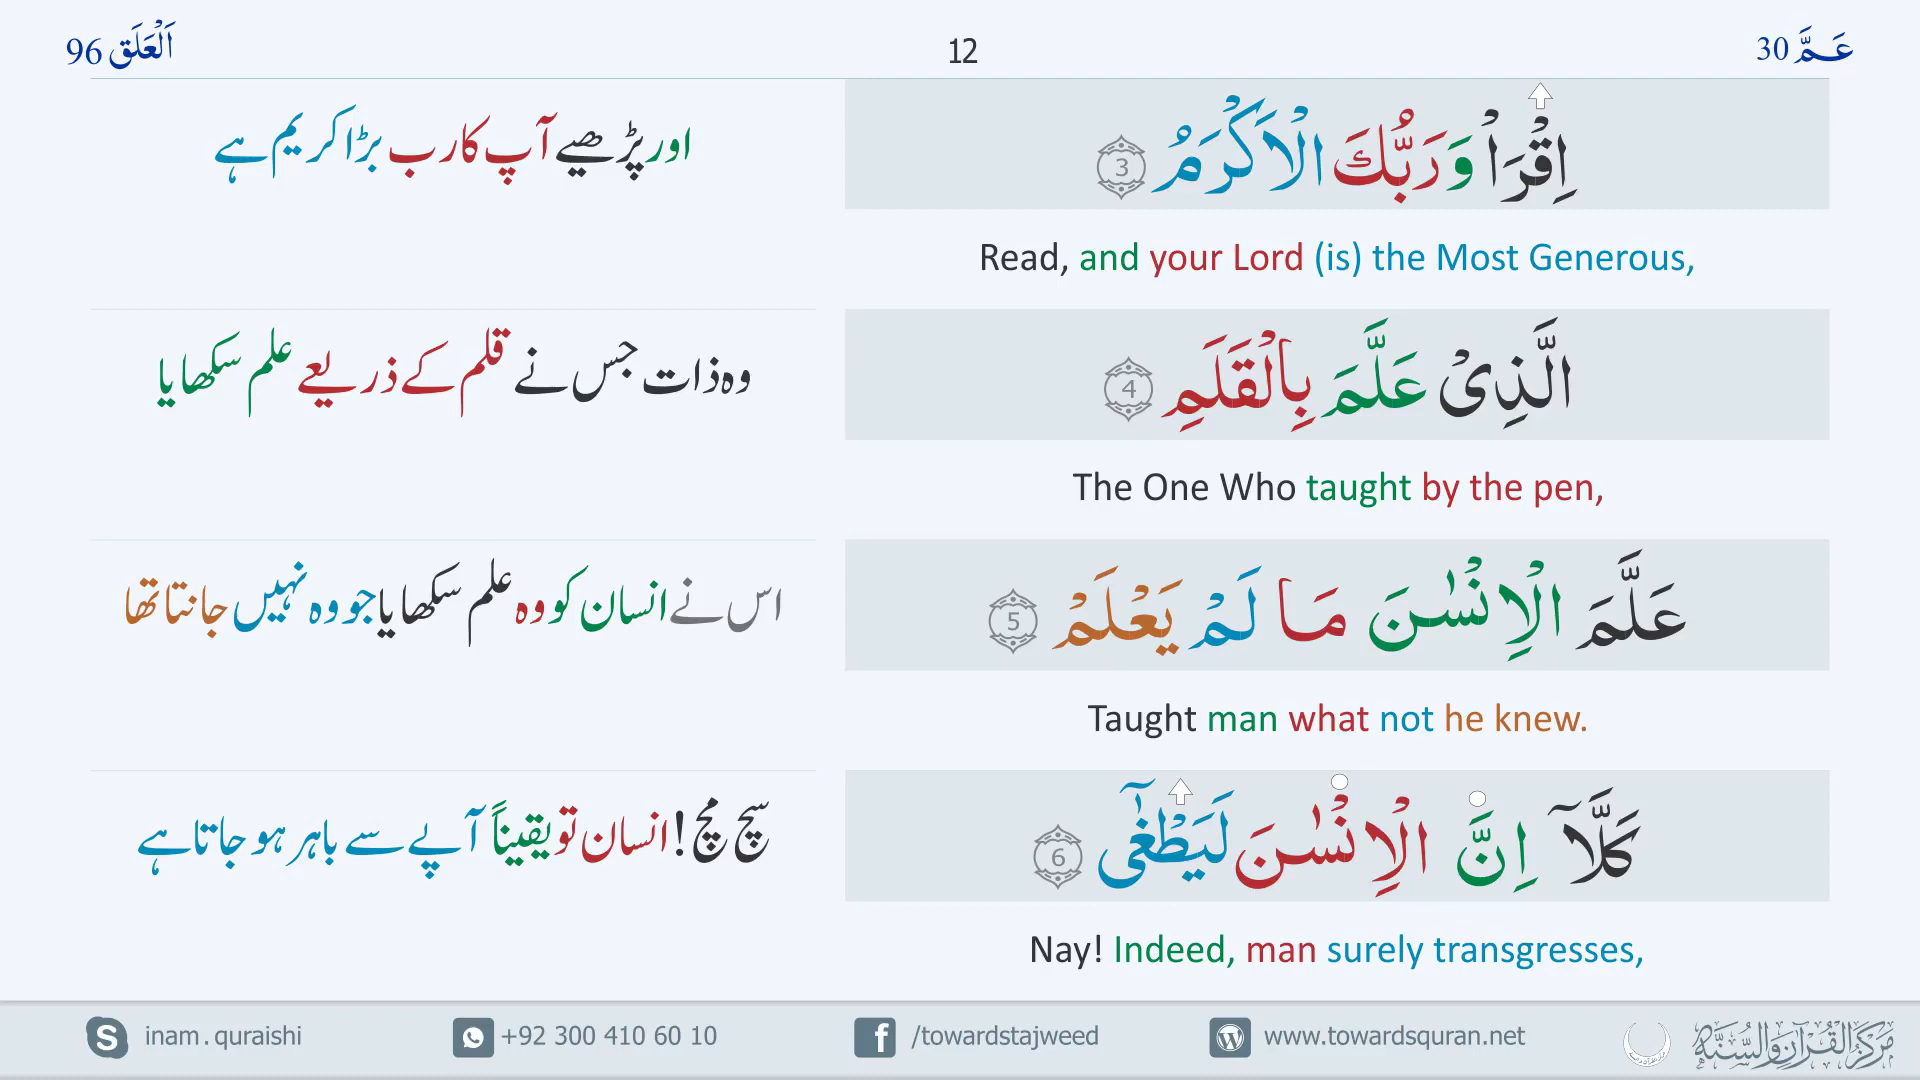 اَلْعَلَق 96
12
عَمَّ 30
اِقْرَاْ وَ رَبُّكَ الْاَكْرَمُ 3
اور پڑھیے آپ کا رب بڑا کریم ہے
Read, and your Lord (is) the Most Generous,
الَّذِىْ عَلَّمَ بِالْقَلَمِ 4
وہ ذات جس نے قلم کے ذریعے علم سکھایا
The One Who taught by the pen,
عَلَّمَ الْاِنْسٰنَ مَا لَمْ يَعْلَمْ 5
اس نے انسان کو وہ علم سکھایا جو وہ نہیں جانتا تھا
Taught man what not he knew.
كَلَّآ اِنَّ الْاِنْسٰنَ لَيَطْغٰٓى 6
سچ مچ! انسان تو یقیناً آپے سے باہر ہو جاتا ہے
Nay! Indeed, man surely transgresses,
inam.quraishi
+92 300 410 60 10
/towardstajweed
www.towardsquran.net
مَرْكَزُ الْقُرْآنِ وَالسُّنَّه